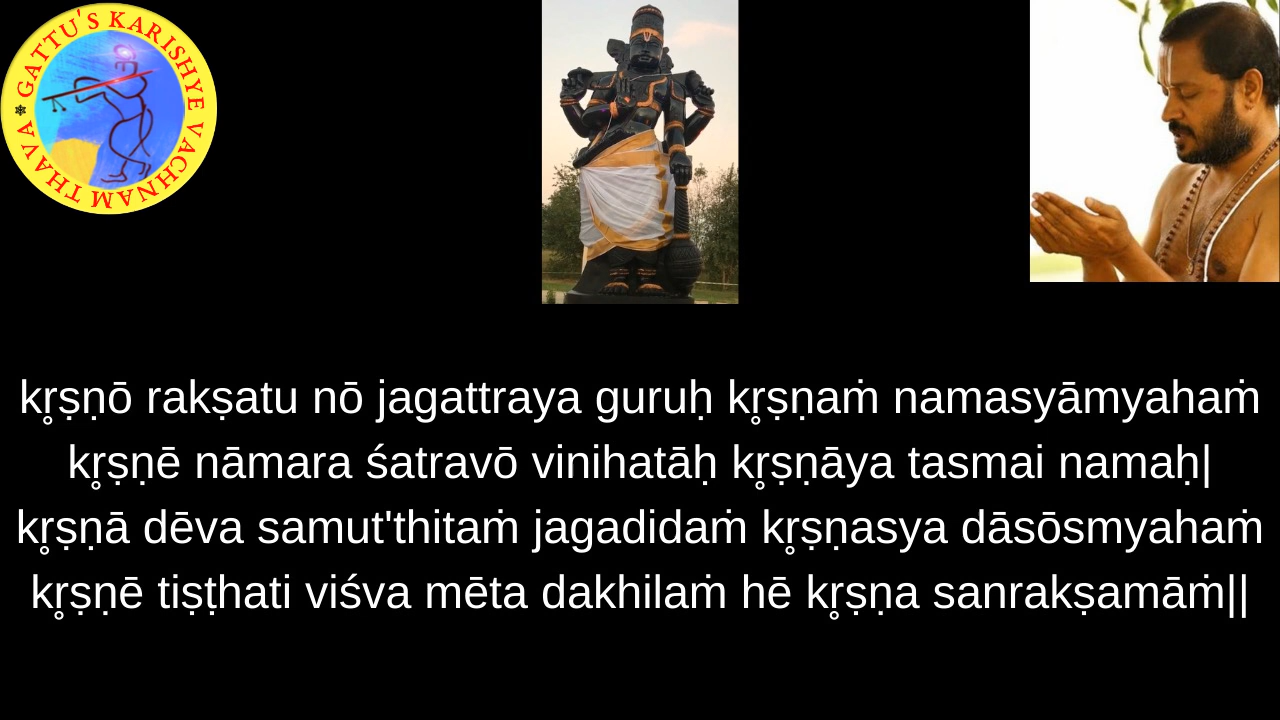 GATTU'S KARISHYE VACHNAM THAVA
kr̥ṣṇō rakṣatu nō jagattraya guruḥ kr̥ṣṇaṁ namasyāmyahaṁ
kr̥ṣṇē nāmara śatravō vinihatāḥ kr̥ṣṇāya tasmai namaḥ|
kr̥ṣṇā dēva samut'thitaṁ jagadidaṁ kr̥ṣṇasya dāsōsmyahaṁ
kr̥ṣṇē tiṣṭhati viśva mēta dakhilaṁ hē kr̥ṣṇa sanrakṣamāṁ||